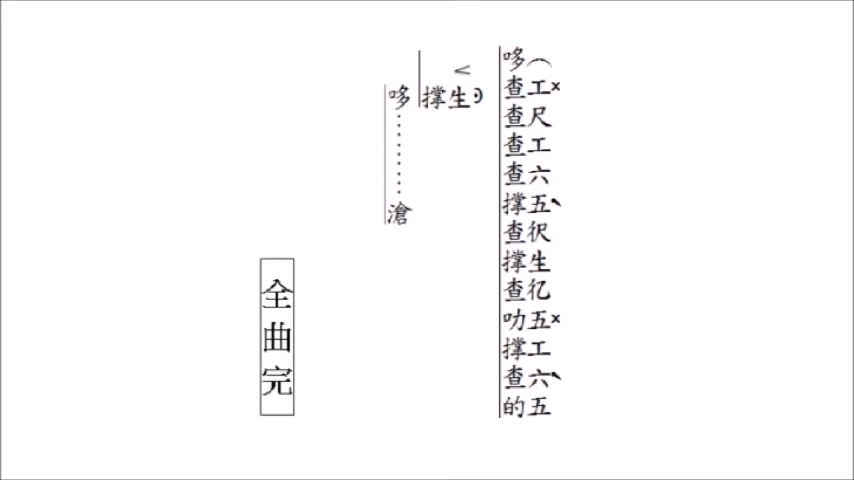 哆
查工×
查尺
查工
查六
撑五、
查伬
撑生
查亿
叻五×
撑工
查六、
的五
撑生
哆
滄
全曲完